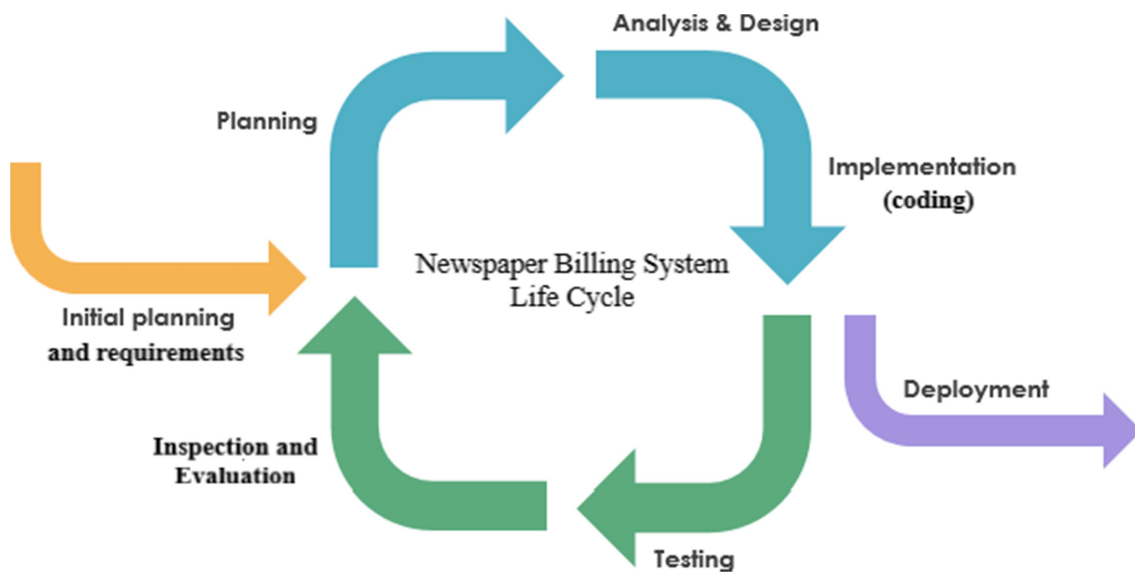 Analysis & Design
Planning
Implementation
(coding)
Newspaper Billing System
Life Cycle
Initial planning
and requirements
Deployment
Inspection and
Evaluation
Testing